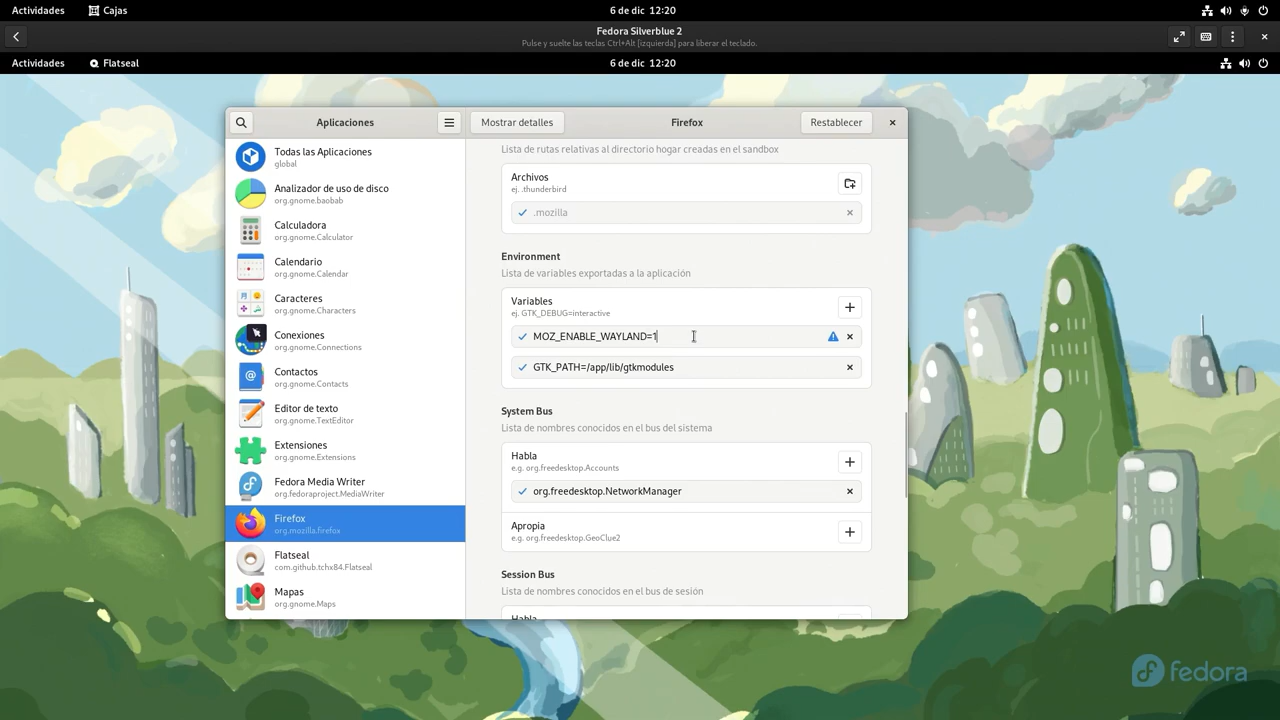 Actividades
Cajas
6 de dic  12:20
Fedora Silverblue 2
Pulse y suelte las teclas Ctrl+Alt [izquierda] para liberar el teclado.
Actividades
Flatseal
6 de dic  12:20
Aplicaciones
Mostrar detalles
Firefox
Restablecer
Todas las Aplicaciones
global
Analizador de uso de disco
org.gnome.baobab
Calculadora
org.gnome.Calculator
Calendario
org.gnome.Calendar
Caracteres
org.gnome.Characters
Conexiones
org.gnome.Connections
Contactos
org.gnome.Contacts
Editor de texto
org.gnome.TextEditor
Extensiones
org.gnome.Extensions
Fedora Media Writer
org.fedoraproject.MediaWriter
Firefox
org.mozilla.firefox
Flatseal
com.github.tchx84.Flatseal
Mapas
org.gnome.Maps
Lista de rutas relativas al directorio hogar creadas en el sandbox
Archivos
ej. .thunderbird
.mozilla
Environment
Lista de variables exportadas a la aplicación
Variables
ej. GTK_DEBUG=interactive
MOZ_ENABLE_WAYLAND=1
GTK_PATH=/app/lib/gtkmodules
System Bus
Lista de nombres conocidos en el bus del sistema
Habla
e.g. org.freedesktop.Accounts
org.freedesktop.NetworkManager
Apropia
e.g. org.freedesktop.GeoClue2
Session Bus
Lista de nombres conocidos en el bus de sesión
Habla
fedora